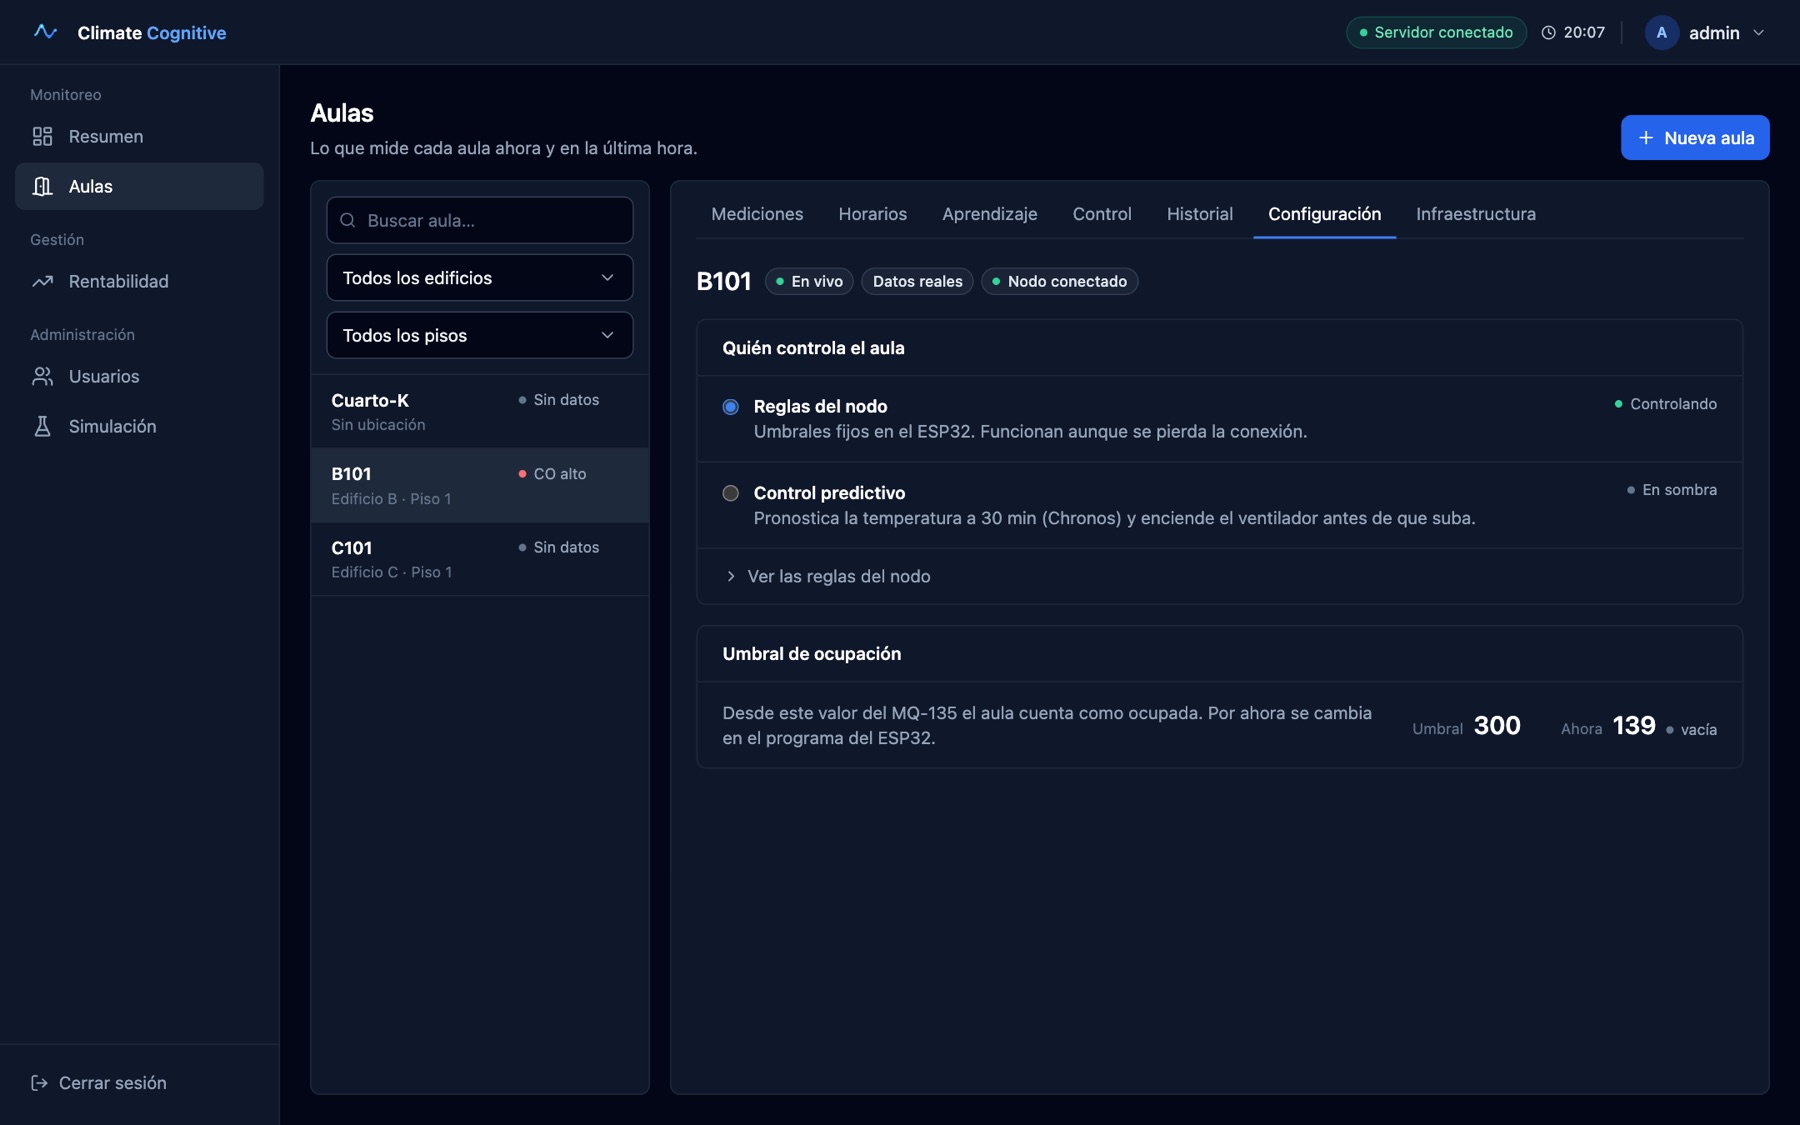 Climate Cognitive
Servidor conectado
20:07
A
admin
Monitoreo
Resumen
Aulas
Gestión
Rentabilidad
Administración
Usuarios
Simulación
Cerrar sesión
Aulas
Lo que mide cada aula ahora y en la última hora.
Nueva aula
Buscar aula...
Todos los edificios
Todos los pisos
Cuarto-K
Sin datos
Sin ubicación
B101
CO alto
Edificio B · Piso 1
C101
Sin datos
Edificio C · Piso 1
Mediciones Horarios Aprendizaje Control Historial Configuración Infraestructura
B101 En vivo Datos reales Nodo conectado
Quién controla el aula
Reglas del nodo
Controlando
Umbrales fijos en el ESP32. Funcionan aunque se pierda la conexión.
Control predictivo
En sombra
Pronostica la temperatura a 30 min (Chronos) y enciende el ventilador antes de que suba.
Ver las reglas del nodo
Umbral de ocupación
Desde este valor del MQ-135 el aula cuenta como ocupada. Por ahora se cambia
en el programa del ESP32.
Umbral 300 Ahora 139 vacía